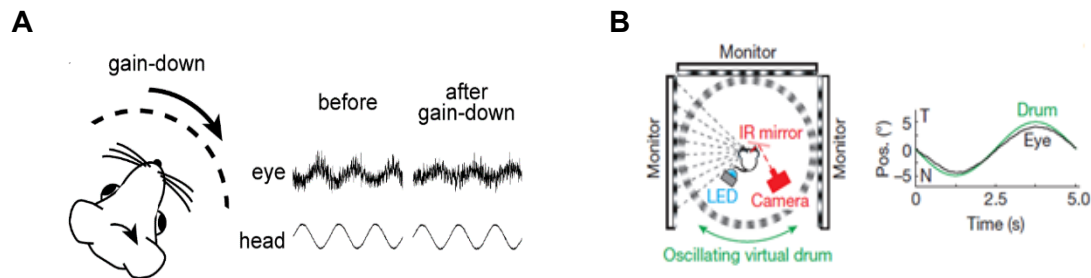 A
gain-down
before
after
gain-down
eye
head
B
Monitor
Monitor
Monitor
IR mirror
LED
Camera
Oscillating virtual drum
Drum
Eye
T
N
Pos. (°)
5
0
−5
0
2.5
5.0
Time (s)